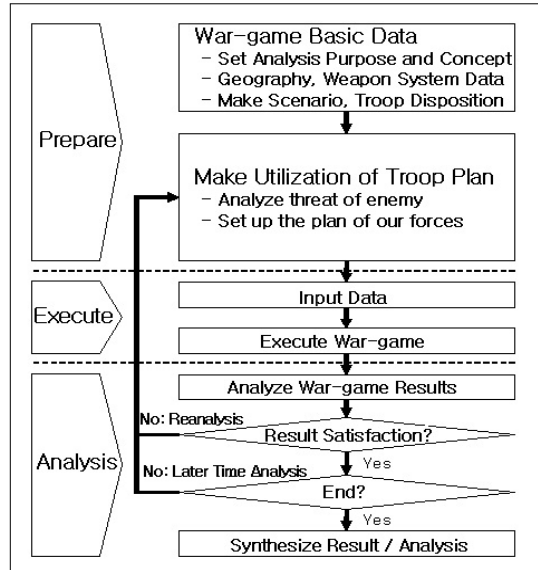 War-game Basic Data
- Set Analysis Purpose and Concept
- Geography, Weapon System Data
- Make Scenario, Troop Disposition
Prepare
Make Utilization of Troop Plan
- Analyze threat of enemy
- Set up the plan of our forces
Input Data
Execute
Execute War-game
Analyze War-game Results
No: Reanalysis
Result Satisfaction?
Analysis
Yes
No: Later Time Analysis
End?
Yes
Synthesize Result / Analysis